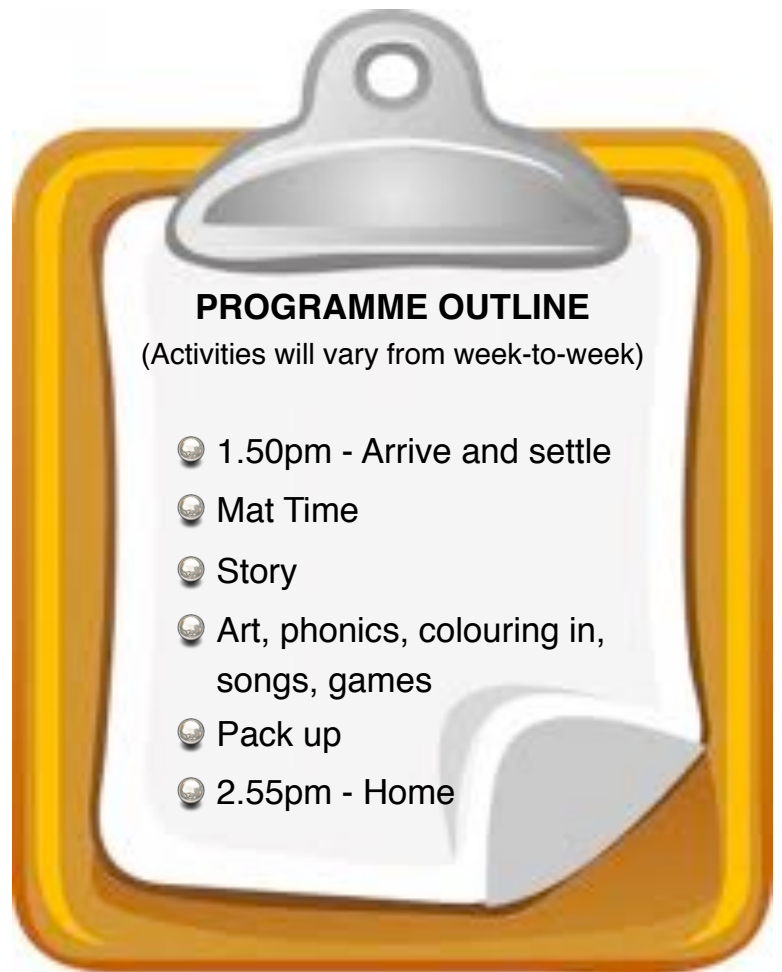 PROGRAMME OUTLINE
(Activities will vary from week-to-week)
1.50pm - Arrive and settle
Mat Time
Story
Art, phonics, colouring in,
songs, games
Pack up
2.55pm - Home